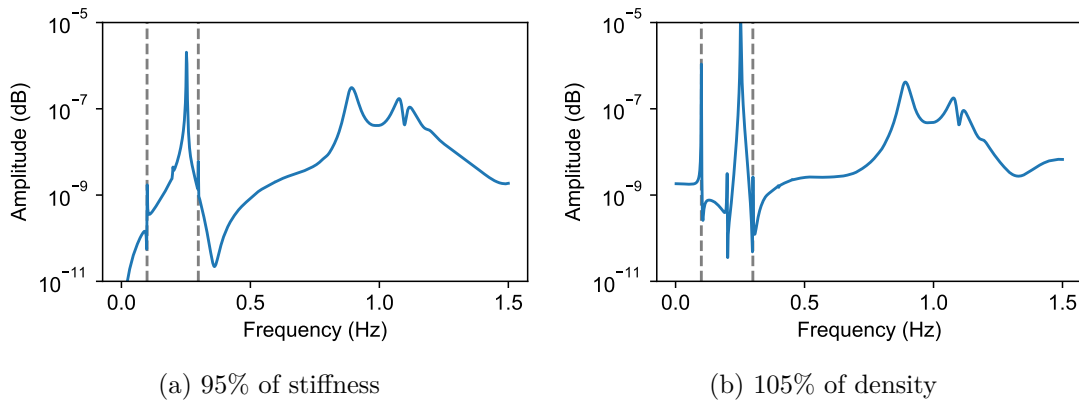 10⁻⁵
10⁻⁷
10⁻⁹
10⁻¹¹
Amplitude (dB)
0.0 0.5 1.0 1.5
Frequency (Hz)
(a) 95% of stiffness
10⁻⁵
10⁻⁷
10⁻⁹
10⁻¹¹
Amplitude (dB)
0.0 0.5 1.0 1.5
Frequency (Hz)
(b) 105% of density